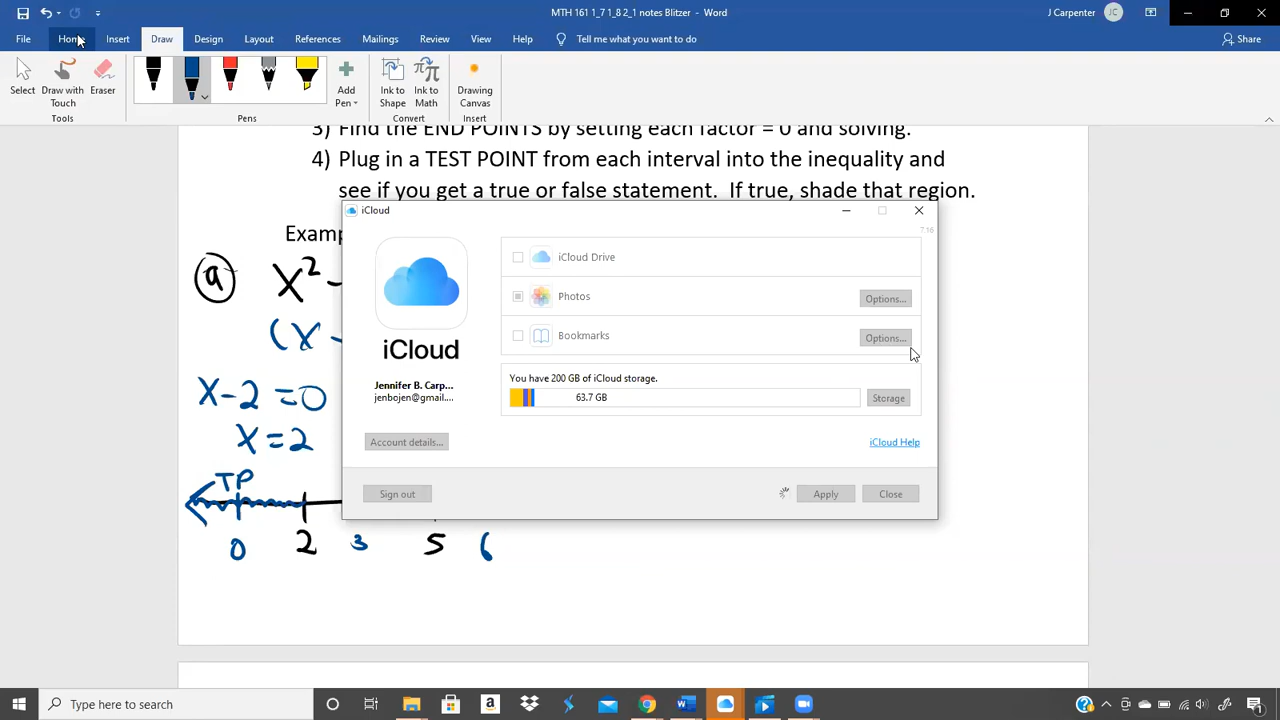 MTH 161 1_7 1_8 2_1 notes Blitzer - Word
J Carpenter JC
File Home Insert Draw Design Layout References Mailings Review View Help Tell me what you want to do Share
Select Draw with Touch Eraser Add Pen Ink to Shape Ink to Math Drawing Canvas
Tools Pens Convert Insert
3) Find the END POINTS by setting each factor = 0 and solving.
4) Plug in a TEST POINT from each interval into the inequality and
see if you get a true or false statement. If true, shade that region.
iCloud
7.16
Exam
a x² -
(x -
x-2 = 0
x = 2
TP
0 2 3 5 6
iCloud
Jennifer B. Carp...
jenbojen@gmail....
Account details...
iCloud Drive
Photos Options...
Bookmarks Options...
You have 200 GB of iCloud storage.
63.7 GB Storage
iCloud Help
Sign out Apply Close
Type here to search